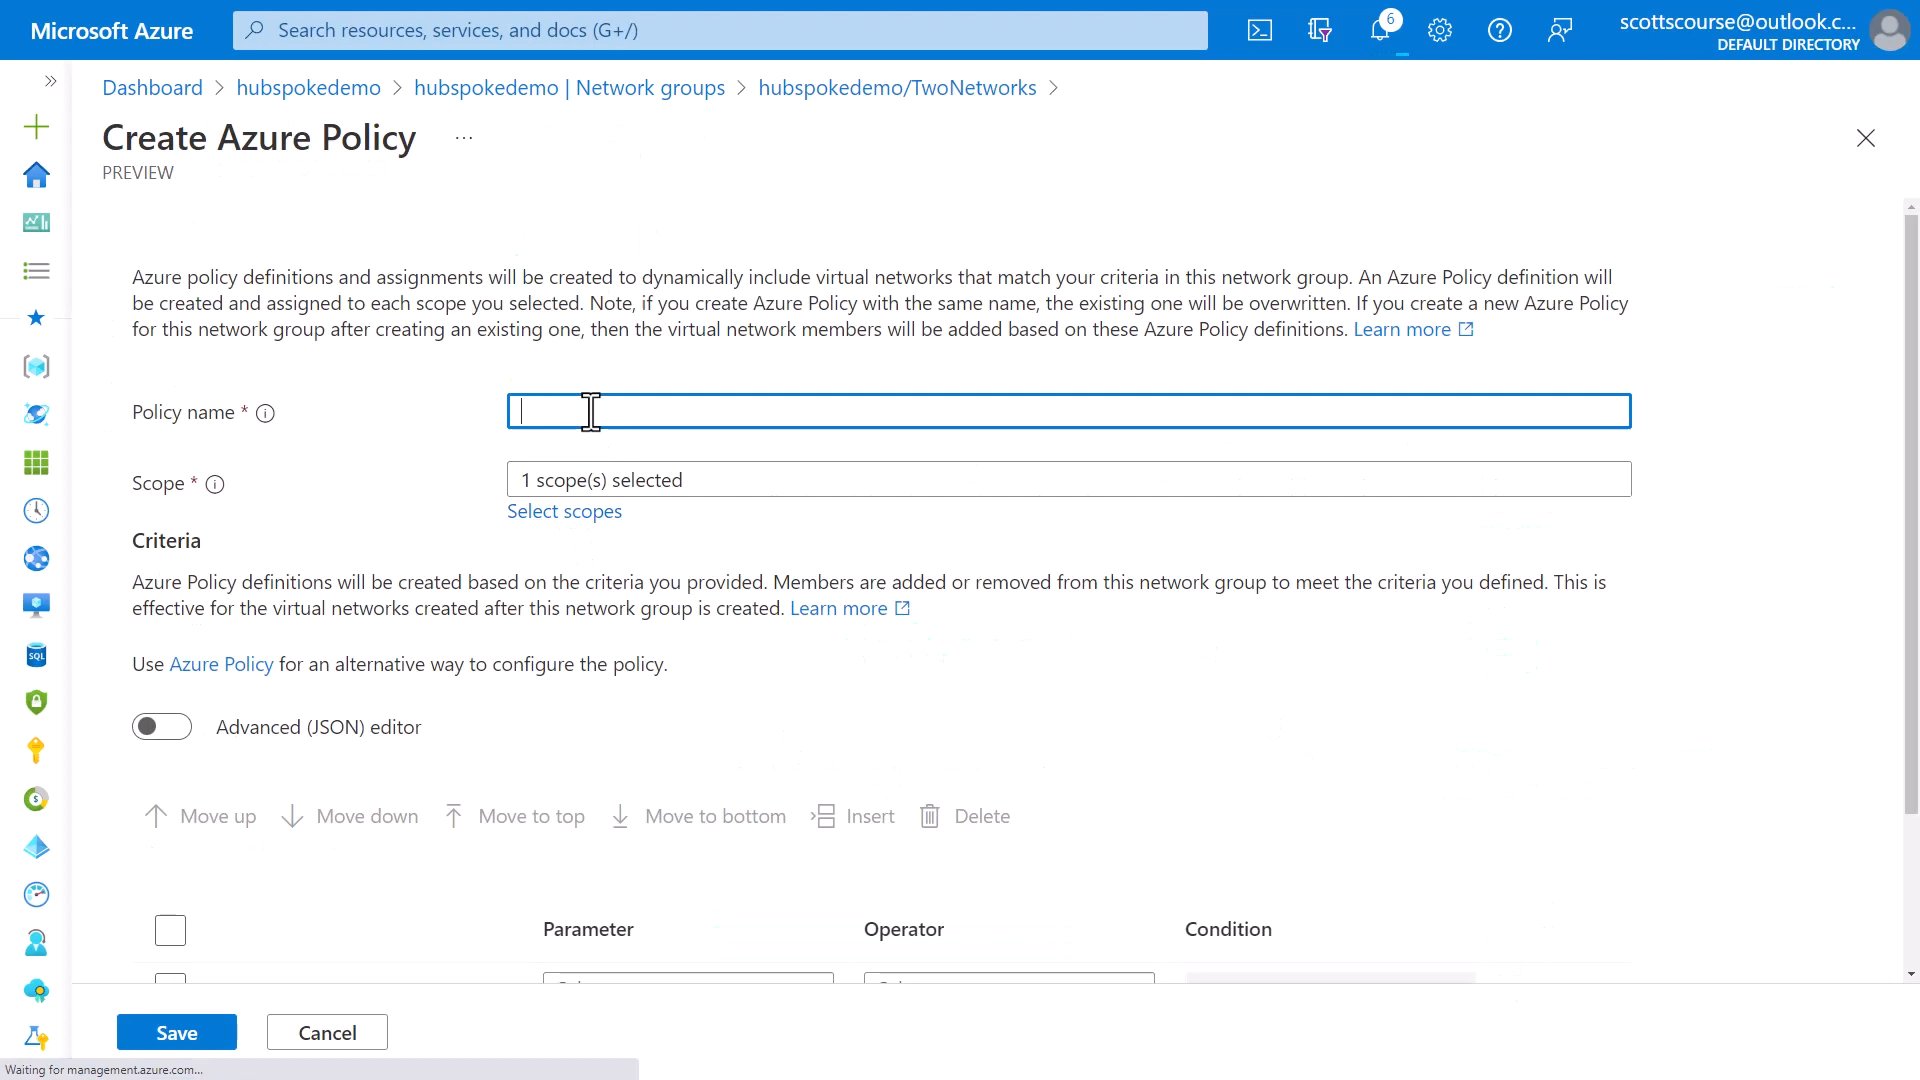 Microsoft Azure
Search resources, services, and docs (G+/)
6
scottscourse@outlook.c...
DEFAULT DIRECTORY
Dashboard > hubspokedemo > hubspokedemo | Network groups > hubspokedemo/TwoNetworks >
Create Azure Policy ...
PREVIEW
Azure policy definitions and assignments will be created to dynamically include virtual networks that match your criteria in this network group. An Azure Policy definition will
be created and assigned to each scope you selected. Note, if you create Azure Policy with the same name, the existing one will be overwritten. If you create a new Azure Policy
for this network group after creating an existing one, then the virtual network members will be added based on these Azure Policy definitions. Learn more
Policy name *
Scope *
1 scope(s) selected
Select scopes
Criteria
Azure Policy definitions will be created based on the criteria you provided. Members are added or removed from this network group to meet the criteria you defined. This is
effective for the virtual networks created after this network group is created. Learn more
Use Azure Policy for an alternative way to configure the policy.
Advanced (JSON) editor
Move up Move down Move to top Move to bottom Insert Delete
Parameter Operator Condition
Save Cancel
Waiting for management.azure.com...
SQL